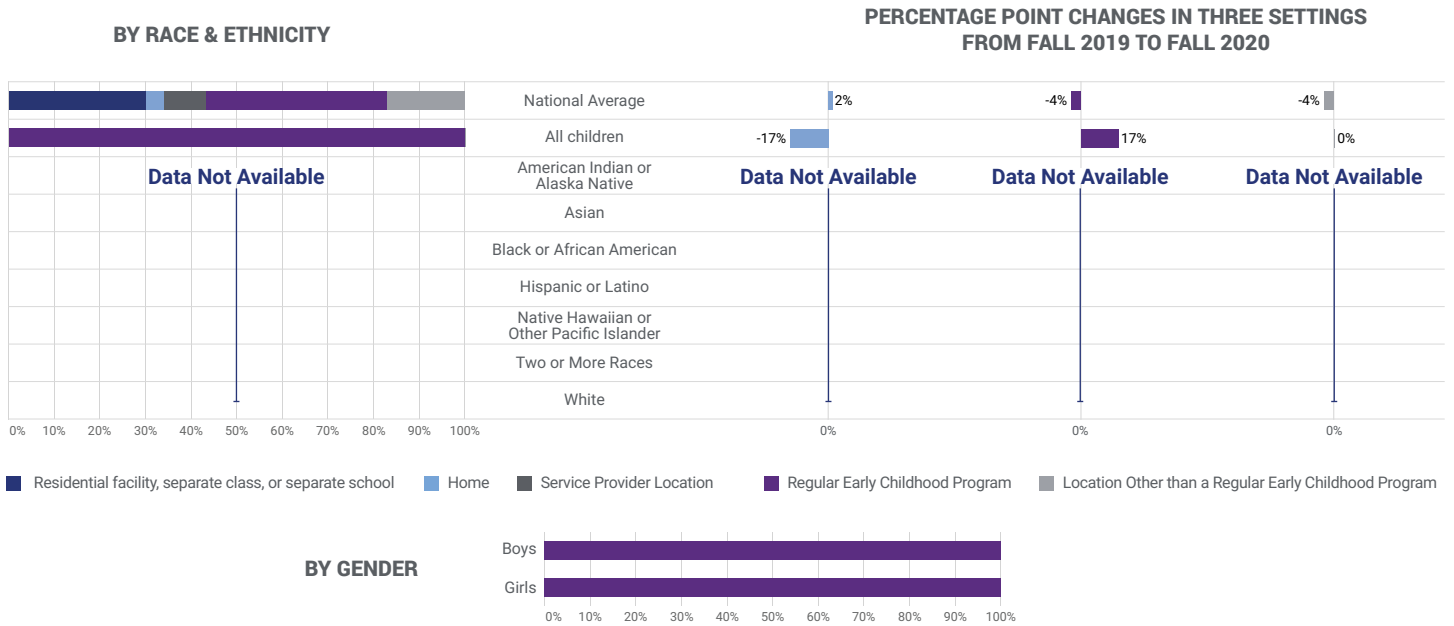 BY RACE & ETHNICITY
PERCENTAGE POINT CHANGES IN THREE SETTINGS
FROM FALL 2019 TO FALL 2020
National Average
2%
-4%
-4%
All children
-17%
17%
0%
Data Not Available
American Indian or
Alaska Native
Data Not Available
Data Not Available
Data Not Available
Asian
Black or African American
Hispanic or Latino
Native Hawaiian or
Other Pacific Islander
Two or More Races
White
0% 10% 20% 30% 40% 50% 60% 70% 80% 90% 100%
0%
0%
0%
Residential facility, separate class, or separate school
Home
Service Provider Location
Regular Early Childhood Program
Location Other than a Regular Early Childhood Program
BY GENDER
Boys
Girls
0% 10% 20% 30% 40% 50% 60% 70% 80% 90% 100%